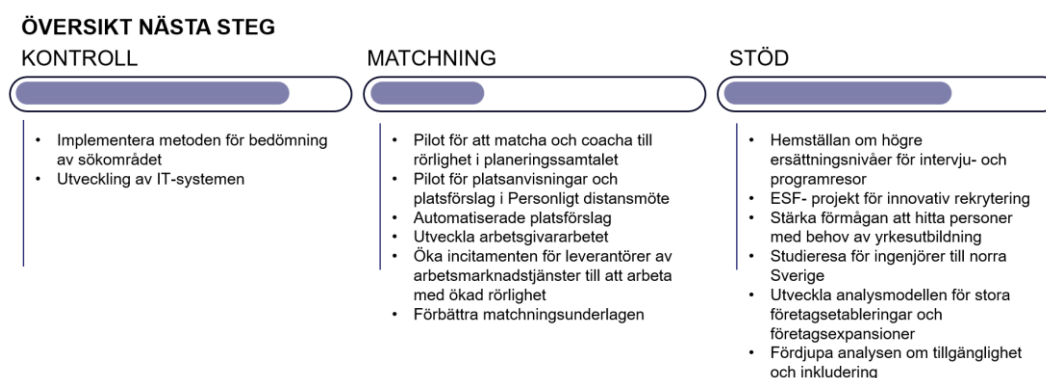 ÖVERSIKT NÄSTA STEG
KONTROLL
• Implementera metoden för bedömning
av sökområdet
• Utveckling av IT-systemen
MATCHNING
• Pilot för att matcha och coacha till
rörlighet i planeringssamtalet
• Pilot för platsanvisningar och
platsförslag i Personligt distansmöte
• Automatiserade platsförslag
• Utveckla arbetsgivararbetet
• Öka incitamenten för leverantörer av
arbetsmarknadstjänster till att arbeta
med ökad rörlighet
• Förbättra matchningsunderlagen
STÖD
• Hemställan om högre
ersättningsnivåer för intervju- och
programresor
• ESF- projekt för innovativ rekrytering
• Stärka förmågan att hitta personer
med behov av yrkesutbildning
• Studieresa för ingenjörer till norra
Sverige
• Utveckla analysmodellen för stora
företagsetableringar och
företagsexpansioner
• Fördjupa analysen om tillgänglighet
och inkludering